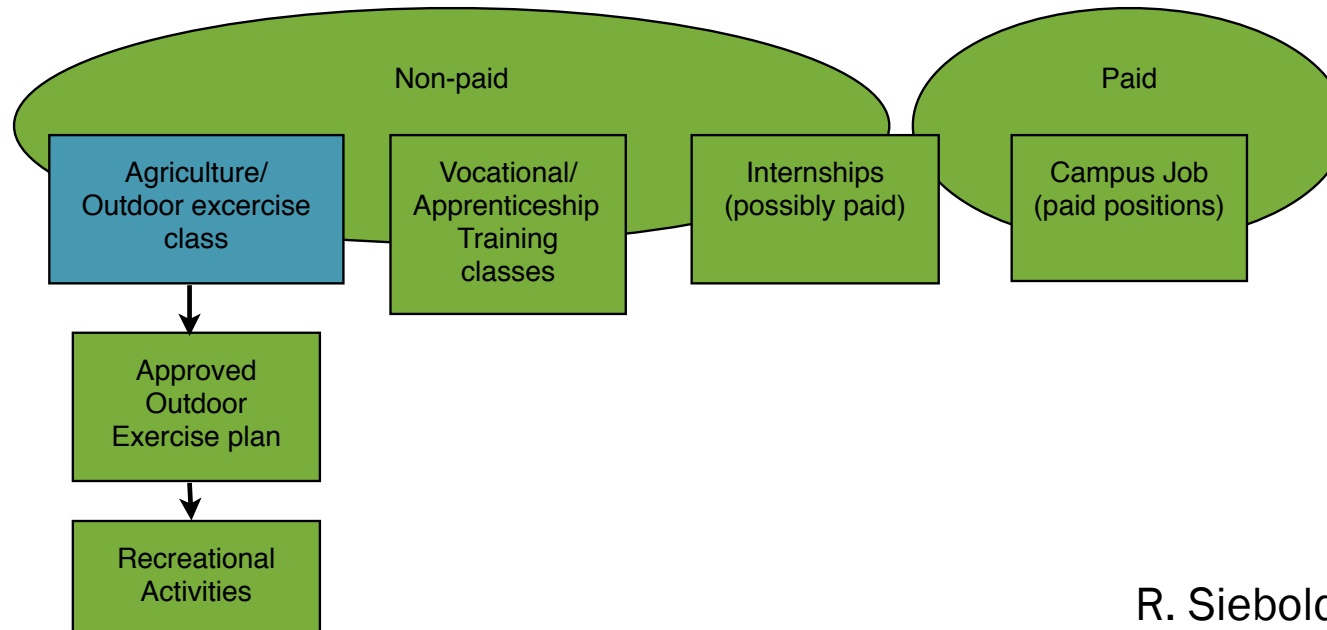 Non-paid
Paid
Agriculture/
Outdoor excercise
class
Vocational/
Apprenticeship
Training
classes
Internships
(possibly paid)
Campus Job
(paid positions)
Approved
Outdoor
Exercise plan
Recreational
Activities
R. Siebold